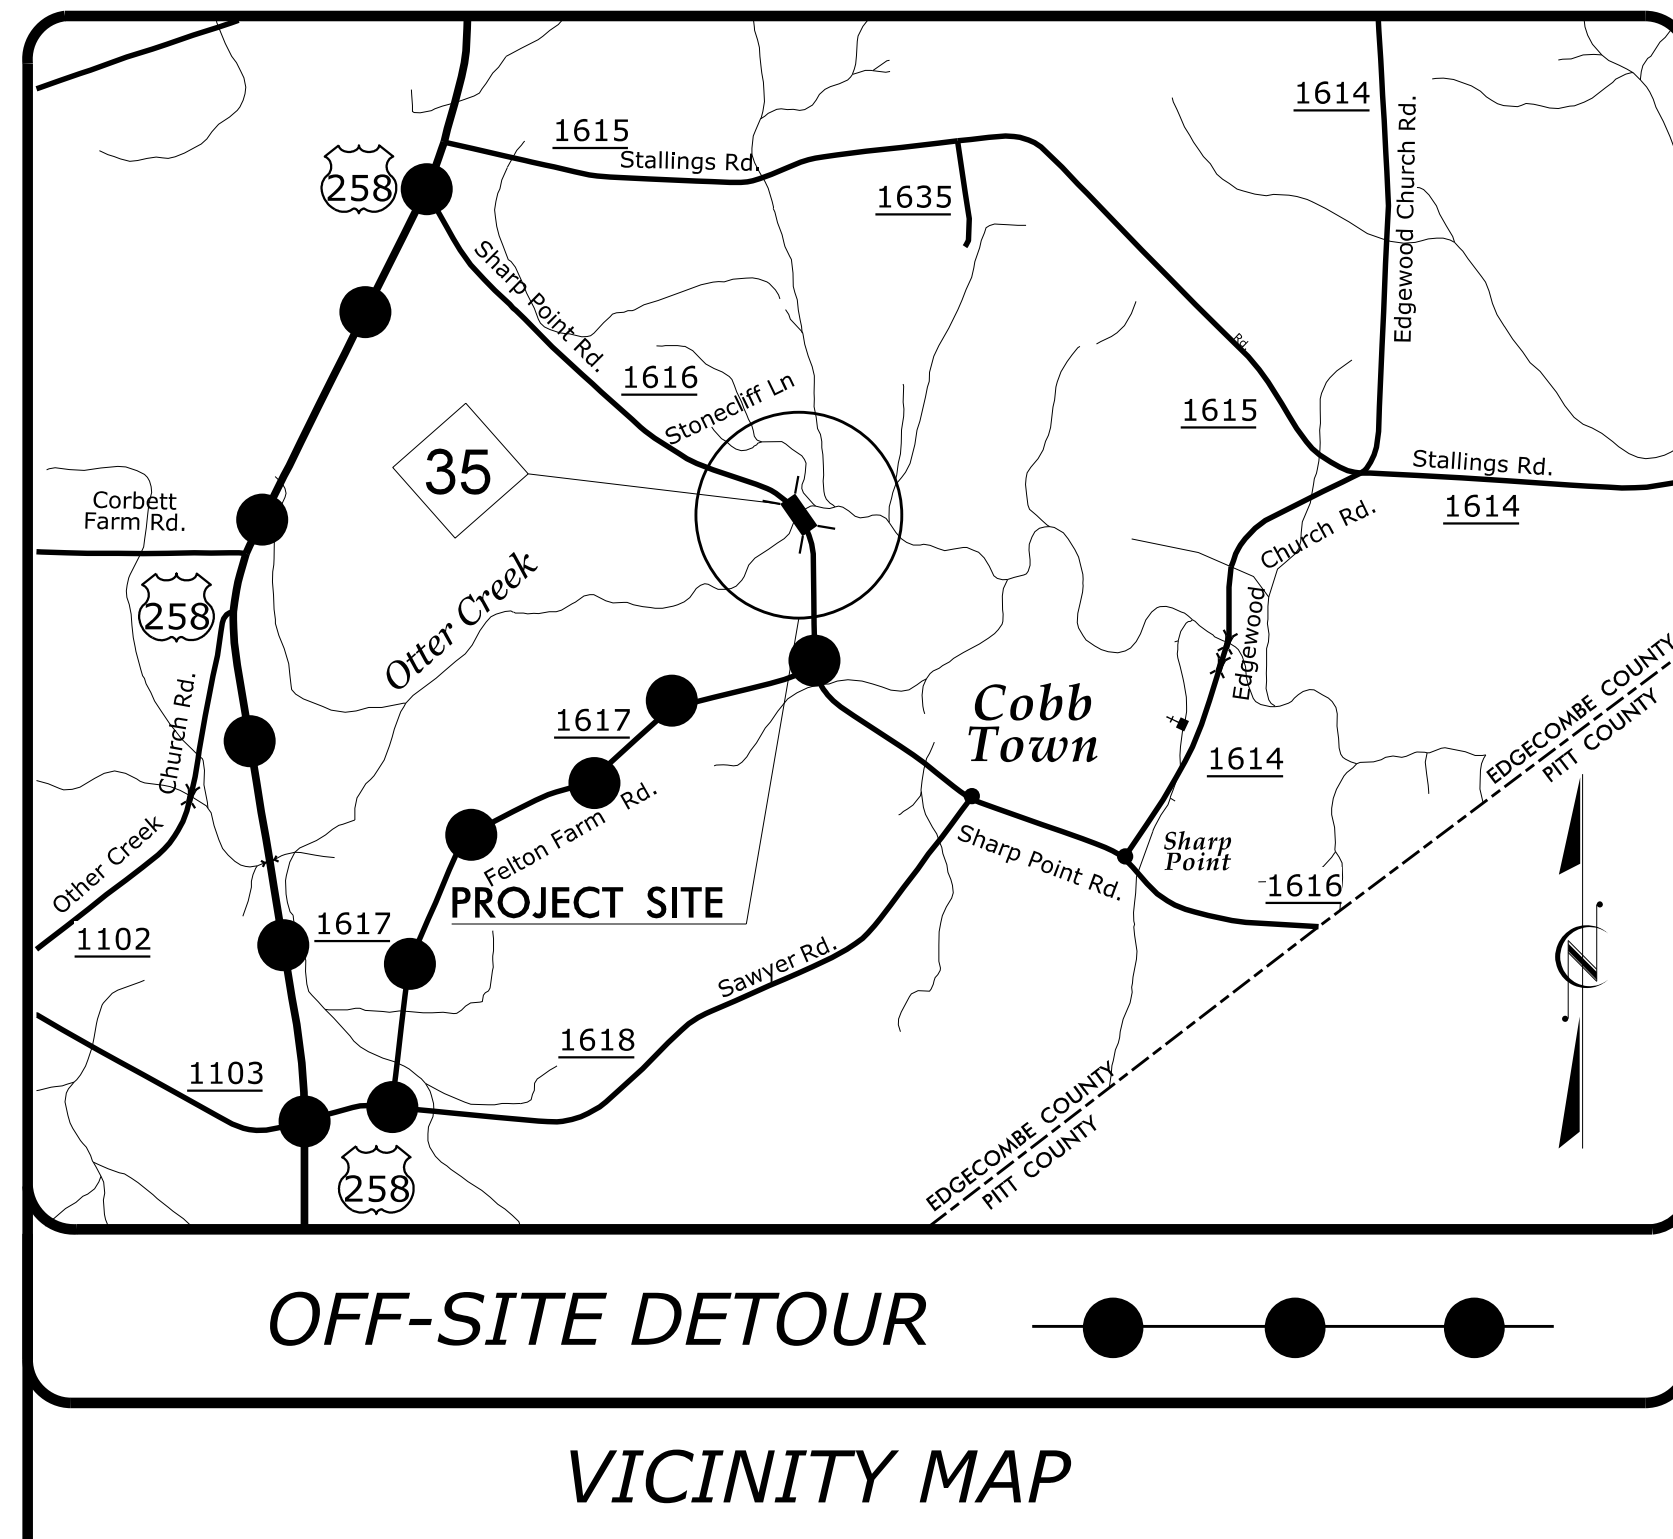 1614
1615
Stallings Rd.
Edgewood Church Rd.
258
1635
Sharp Point Rd.
Rd.
1616
Stonecliff Ln
1615
35
Stallings Rd.
1614
Corbett
Farm Rd.
Church Rd.
Edgewood
258
Otter Creek
EDGECOMBE COUNTY
PITT COUNTY
Cobb
Town
1617
Church Rd.
1614
Felton Farm Rd.
Other Creek
Sharp Point Rd.
Sharp
Point
1616
PROJECT SITE
1617
1102
Sawyer Rd.
N
1618
1103
EDGECOMBE COUNTY
PITT COUNTY
258
OFF-SITE DETOUR
VICINITY MAP